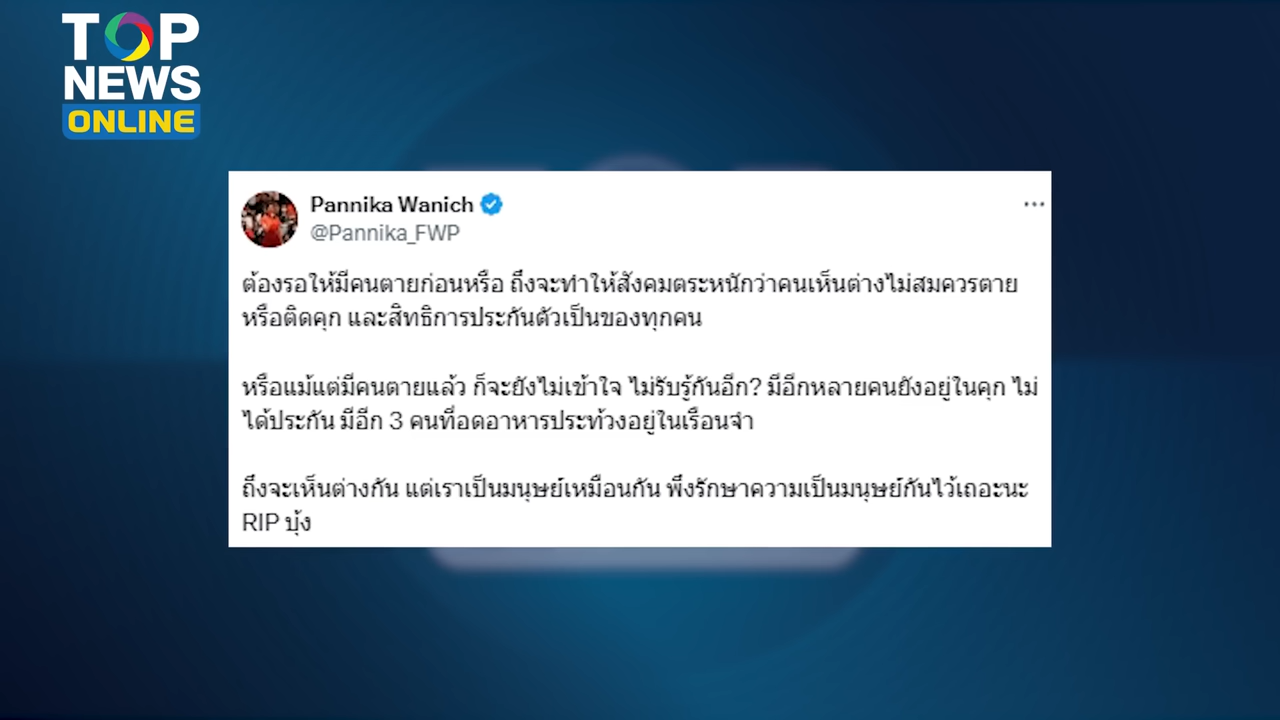 TOP
NEWS
ONLINE
Pannika Wanich
@Pannika_FWP
ต้องรอให้มีคนตายก่อนหรือ ถึงจะทำให้สังคมตระหนักว่าคนเห็นต่างไม่สมควรตาย
หรือติดคุก และสิทธิการประกันตัวเป็นของทุกคน
หรือแม้แต่มีคนตายแล้ว ก็จะยังไม่เข้าใจ ไม่รับรู้กันอีก? มีอีกหลายคนยังอยู่ในคุก ไม่
ได้ประกัน มีอีก 3 คนที่อดอาหารประท้วงอยู่ในเรือนจำ
ถึงจะเห็นต่างกัน แต่เราเป็นมนุษย์เหมือนกัน พึงรักษาความเป็นมนุษย์กันไว้เถอะนะ
RIP บุ้ง